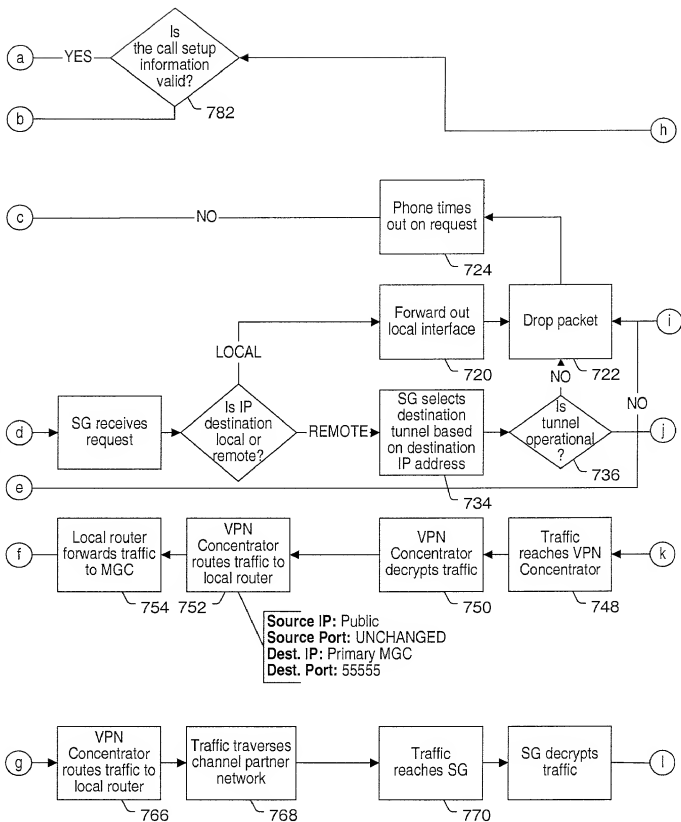 Is
the call setup
information
valid?
a
YES
782
b
h
c
NO
Phone times
out on request
724
Forward out
local interface
720
Drop packet
722
i
LOCAL
NO
NO
d
SG receives
request
Is IP
destination
local or
remote?
REMOTE
SG selects
destination
tunnel based
on destination
IP address
734
Is
tunnel
operational
?
736
j
e
f
Local router
forwards traffic
to MGC
754
VPN
Concentrator
routes traffic to
local router
752
VPN
Concentrator
decrypts traffic
750
Traffic
reaches VPN
Concentrator
748
k
Source IP: Public
Source Port: UNCHANGED
Dest. IP: Primary MGC
Dest. Port: 55555
g
VPN
Concentrator
routes traffic to
local router
766
Traffic traverses
channel partner
network
768
Traffic
reaches SG
770
SG decrypts
traffic
l